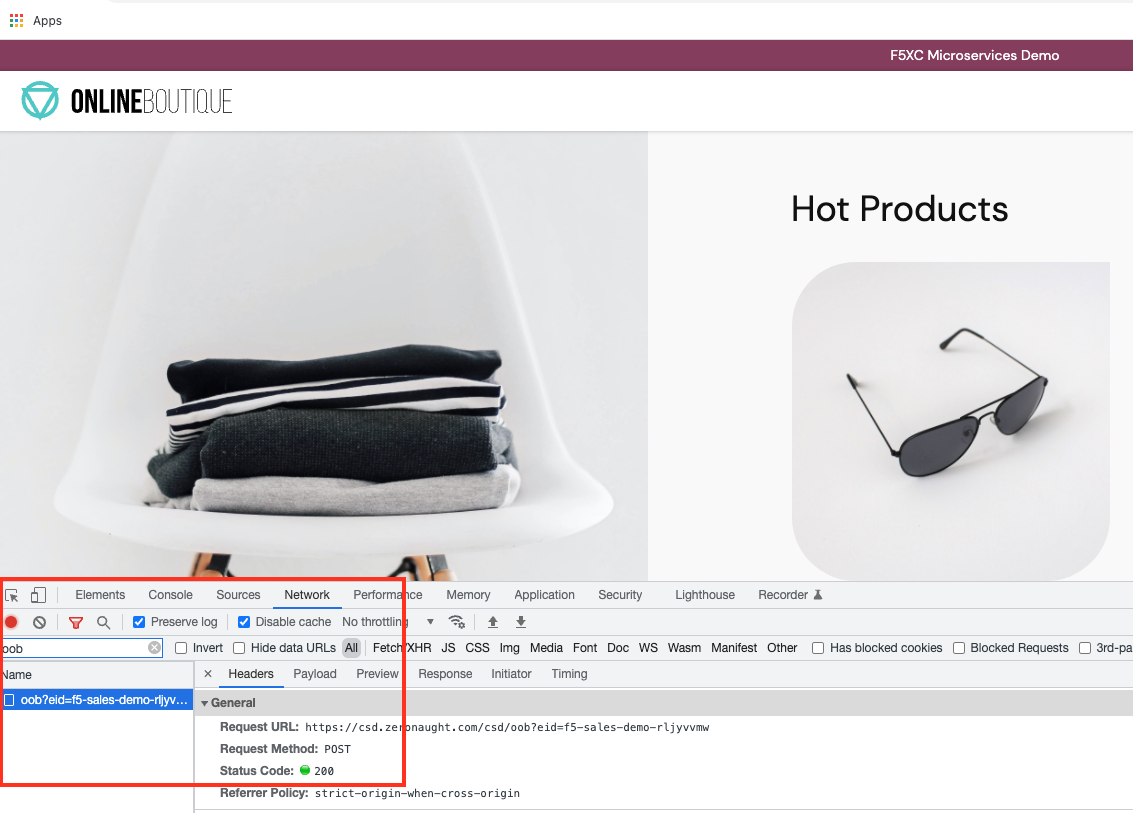 Apps
F5XC Microservices Demo
ONLINEBOUTIQUE
Hot Products
Elements Console Sources Network Performance Memory Application Security Lighthouse Recorder
Preserve log Disable cache No throttling
oob Invert Hide data URLs All Fetch/XHR JS CSS Img Media Font Doc WS Wasm Manifest Other Has blocked cookies Blocked Requests 3rd-pa
Name Headers Payload Preview Response Initiator Timing
oob?eid=f5-sales-demo-rljyv... General
Request URL: https://csd.zeronaught.com/csd/oob?eid=f5-sales-demo-rljyvvmw
Request Method: POST
Status Code: 200
Referrer Policy: strict-origin-when-cross-origin